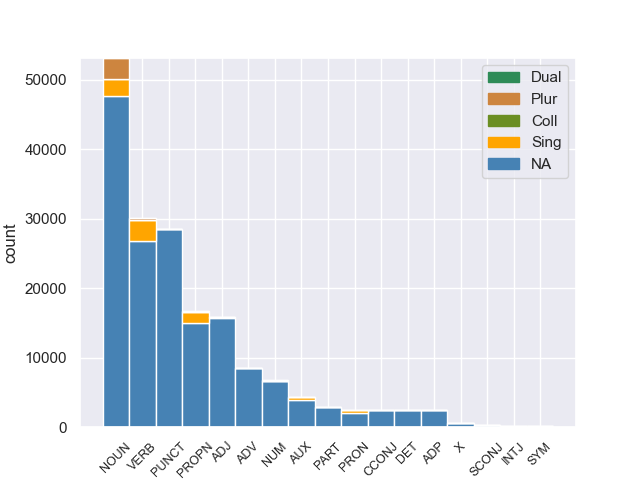 50000
40000
30000
20000
10000
0
count
Dual
Plur
Coll
Sing
NA
NOUN
VERB
PUNCT
PROPN
ADJ
ADV
NUM
AUX
PART
PRON
CCONJ
DET
ADP
X
SCONJ
INTJ
SYM